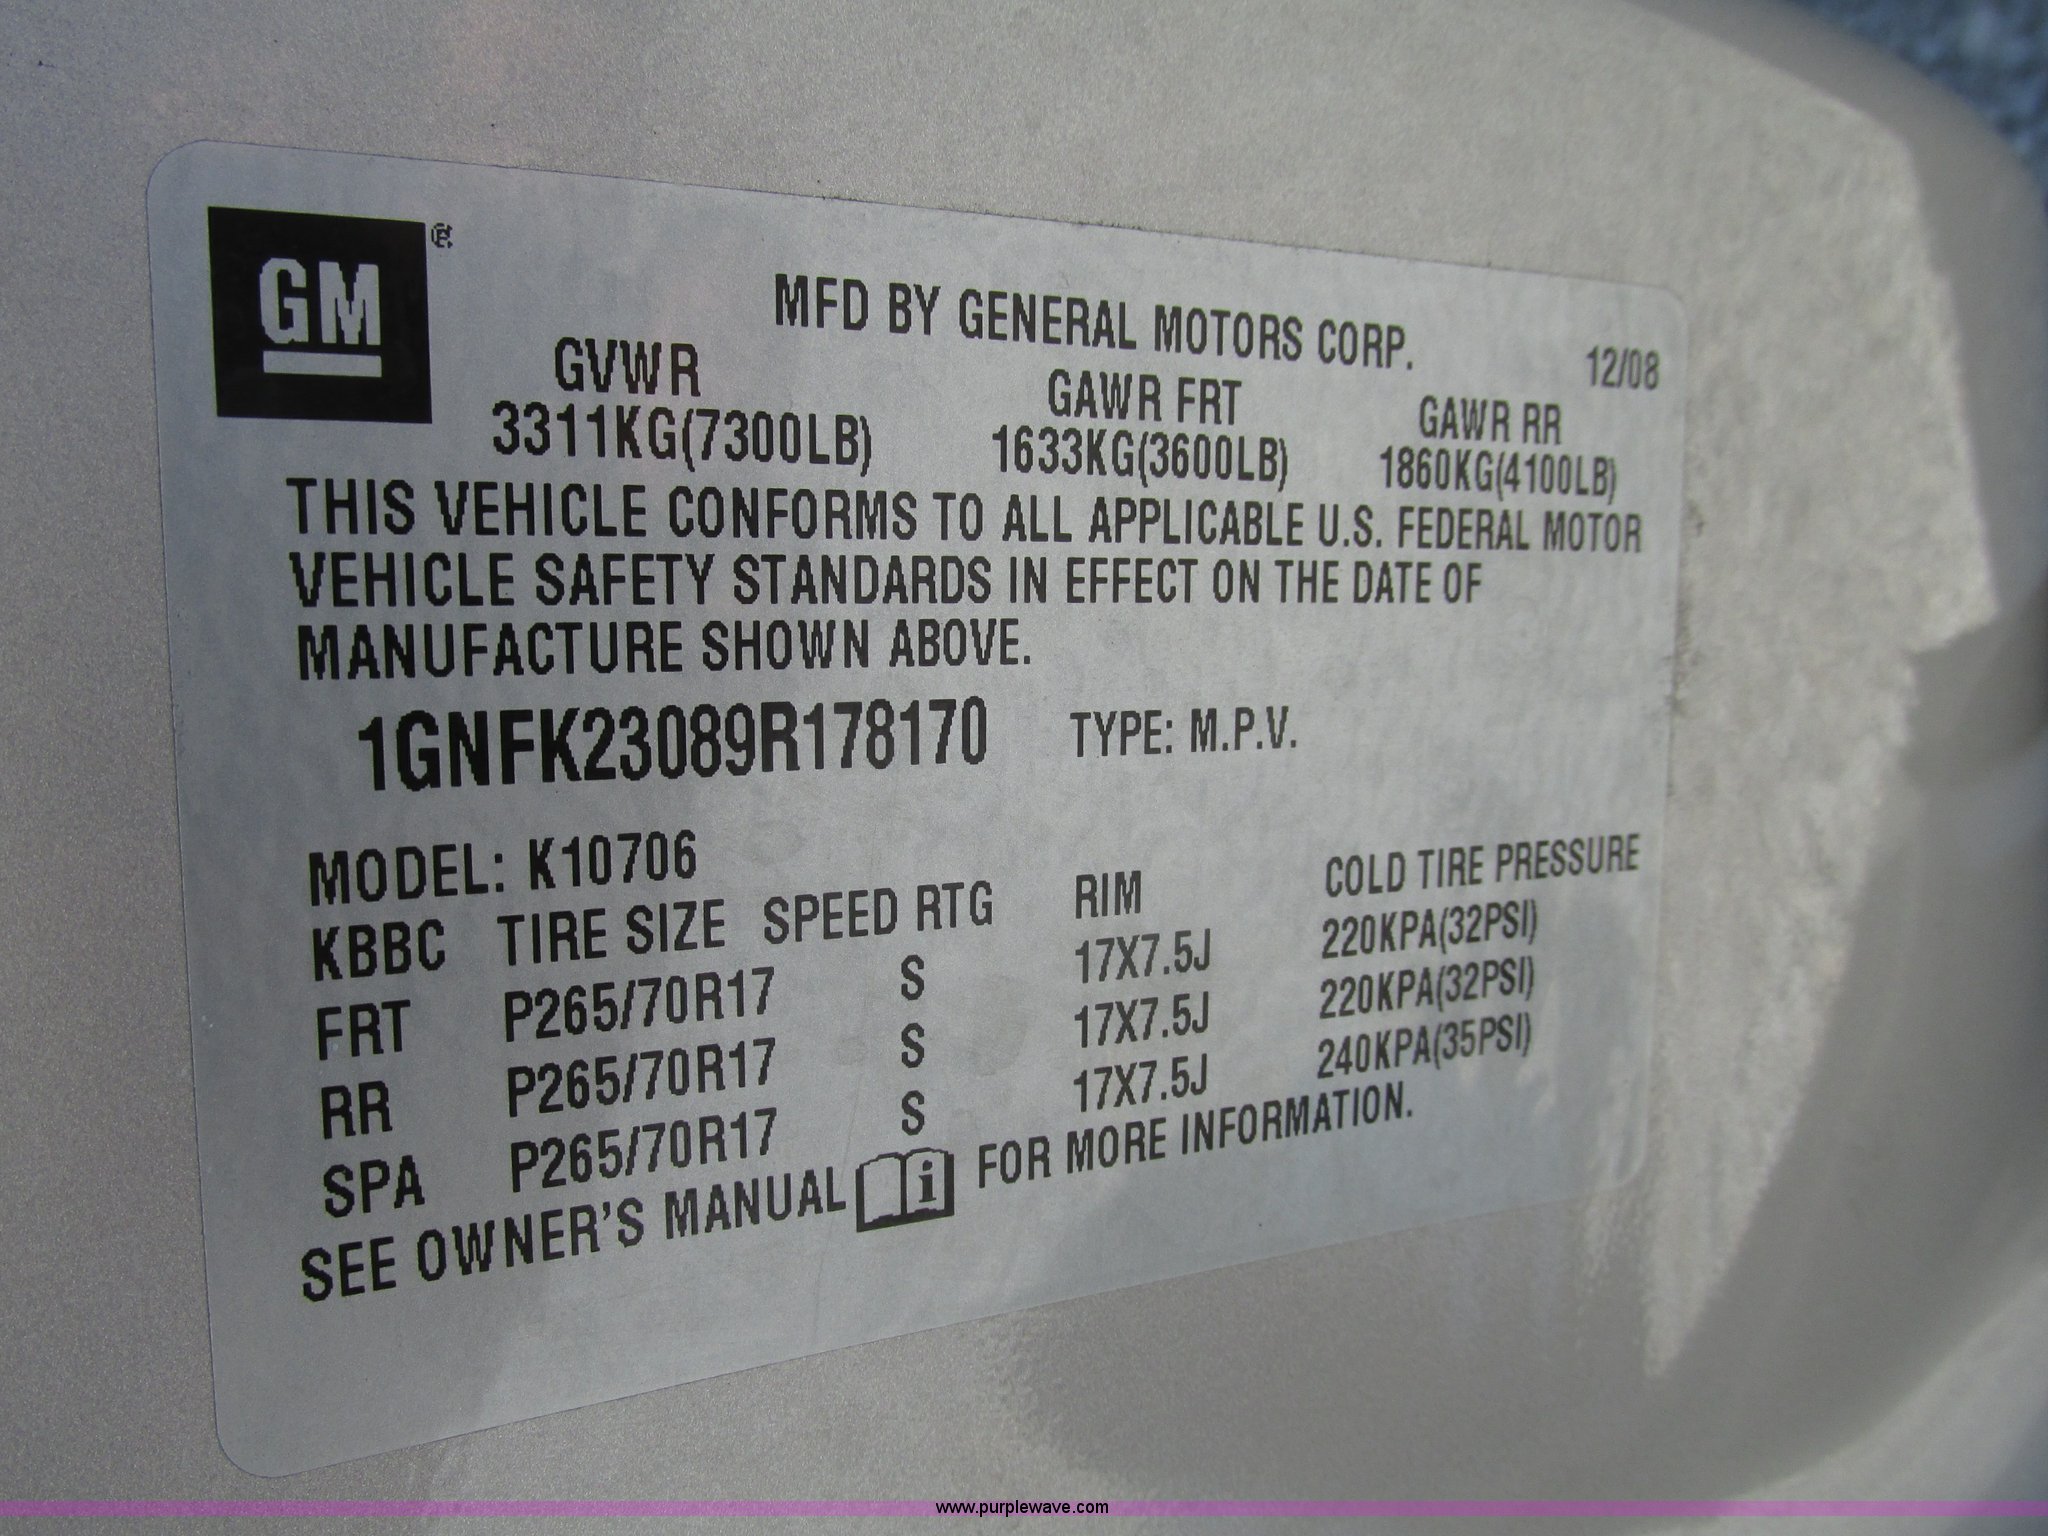 GM®
MFD BY GENERAL MOTORS CORP.
12/08
GVWR GAWR FRT GAWR RR
3311KG(7300LB) 1633KG(3600LB) 1860KG(4100LB)
THIS VEHICLE CONFORMS TO ALL APPLICABLE U.S. FEDERAL MOTOR
VEHICLE SAFETY STANDARDS IN EFFECT ON THE DATE OF
MANUFACTURE SHOWN ABOVE.
1GNFK23089R178170 TYPE: M.P.V.
MODEL: K10706
KBBC TIRE SIZE SPEED RTG RIM COLD TIRE PRESSURE
FRT P265/70R17 S 17X7.5J 220KPA(32PSI)
RR P265/70R17 S 17X7.5J 220KPA(32PSI)
SPA P265/70R17 S 17X7.5J 240KPA(35PSI)
SEE OWNER'S MANUAL i FOR MORE INFORMATION.
www.purplewave.com